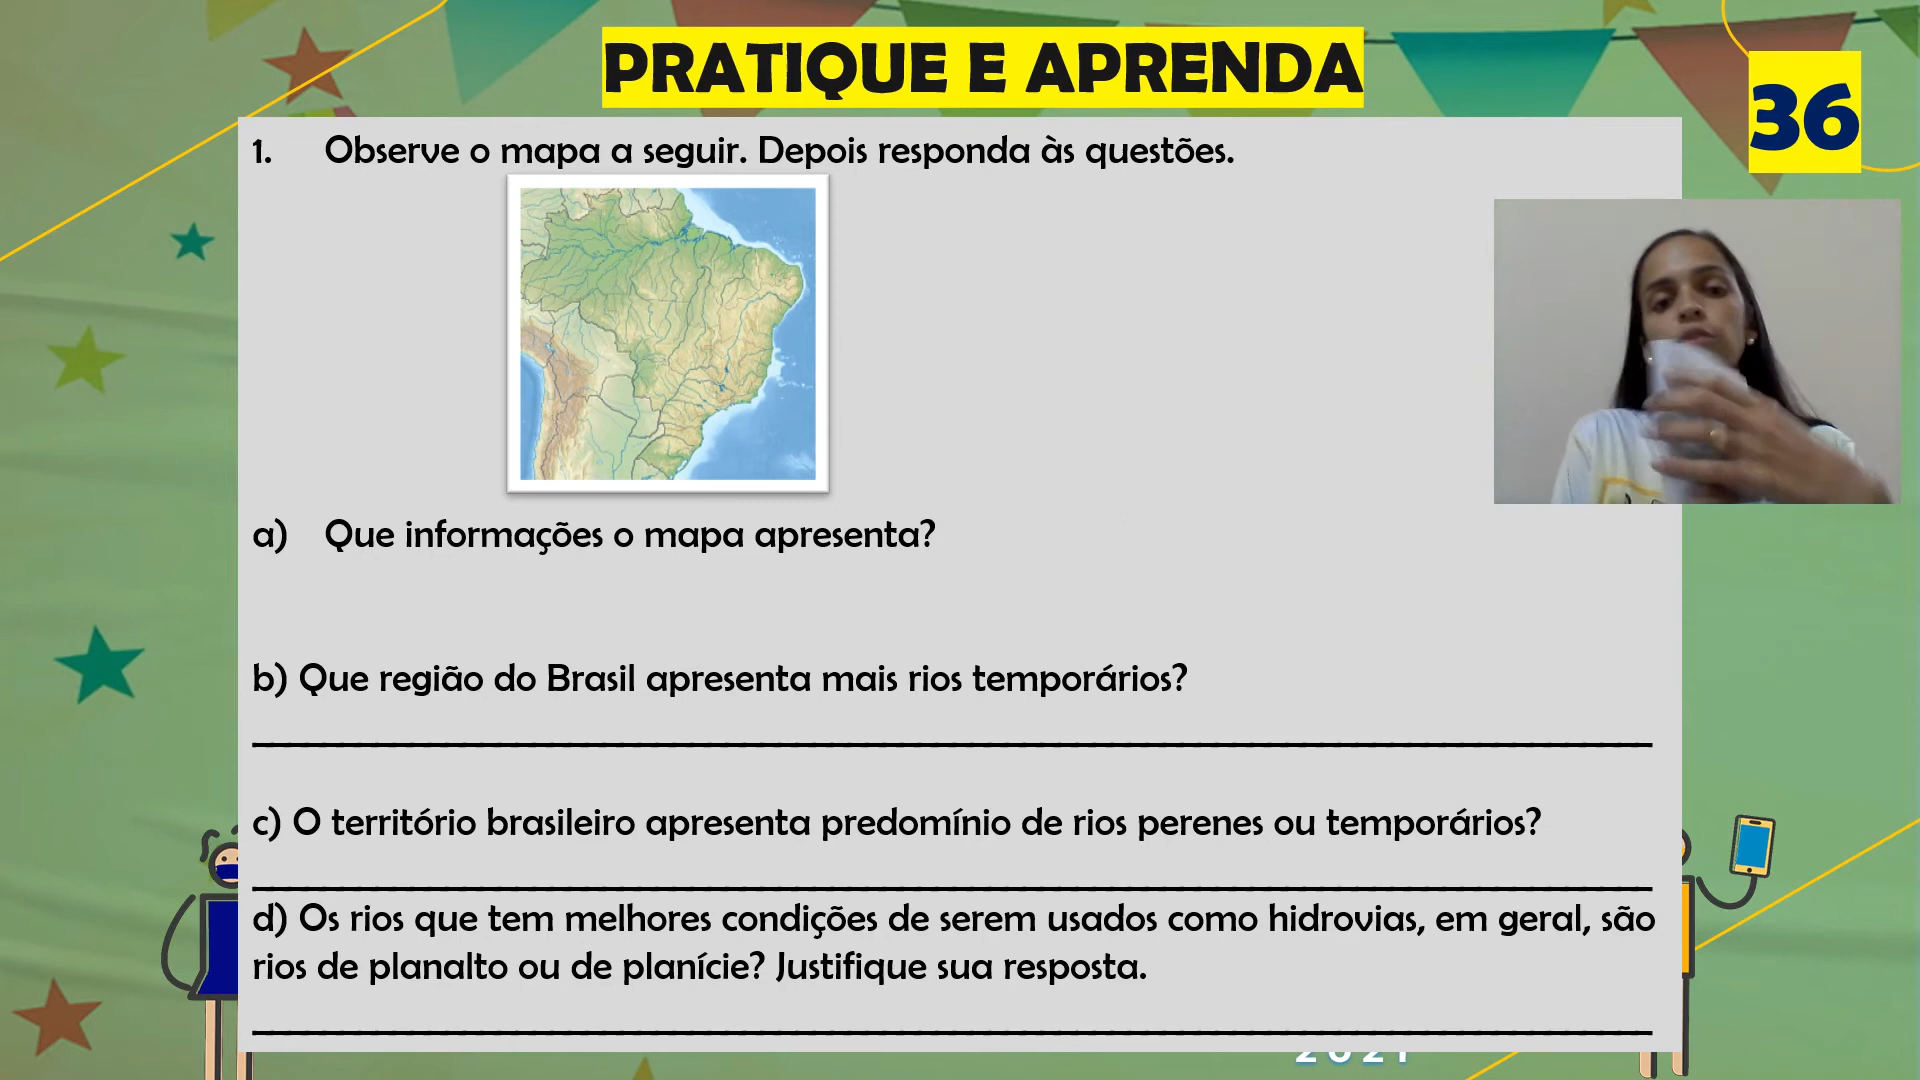 PRATIQUE E APRENDA
36
1. Observe o mapa a seguir. Depois responda às questões.
a) Que informações o mapa apresenta?
b) Que região do Brasil apresenta mais rios temporários?
c) O território brasileiro apresenta predomínio de rios perenes ou temporários?
d) Os rios que tem melhores condições de serem usados como hidrovias, em geral, são
rios de planalto ou de planície? Justifique sua resposta.
2021